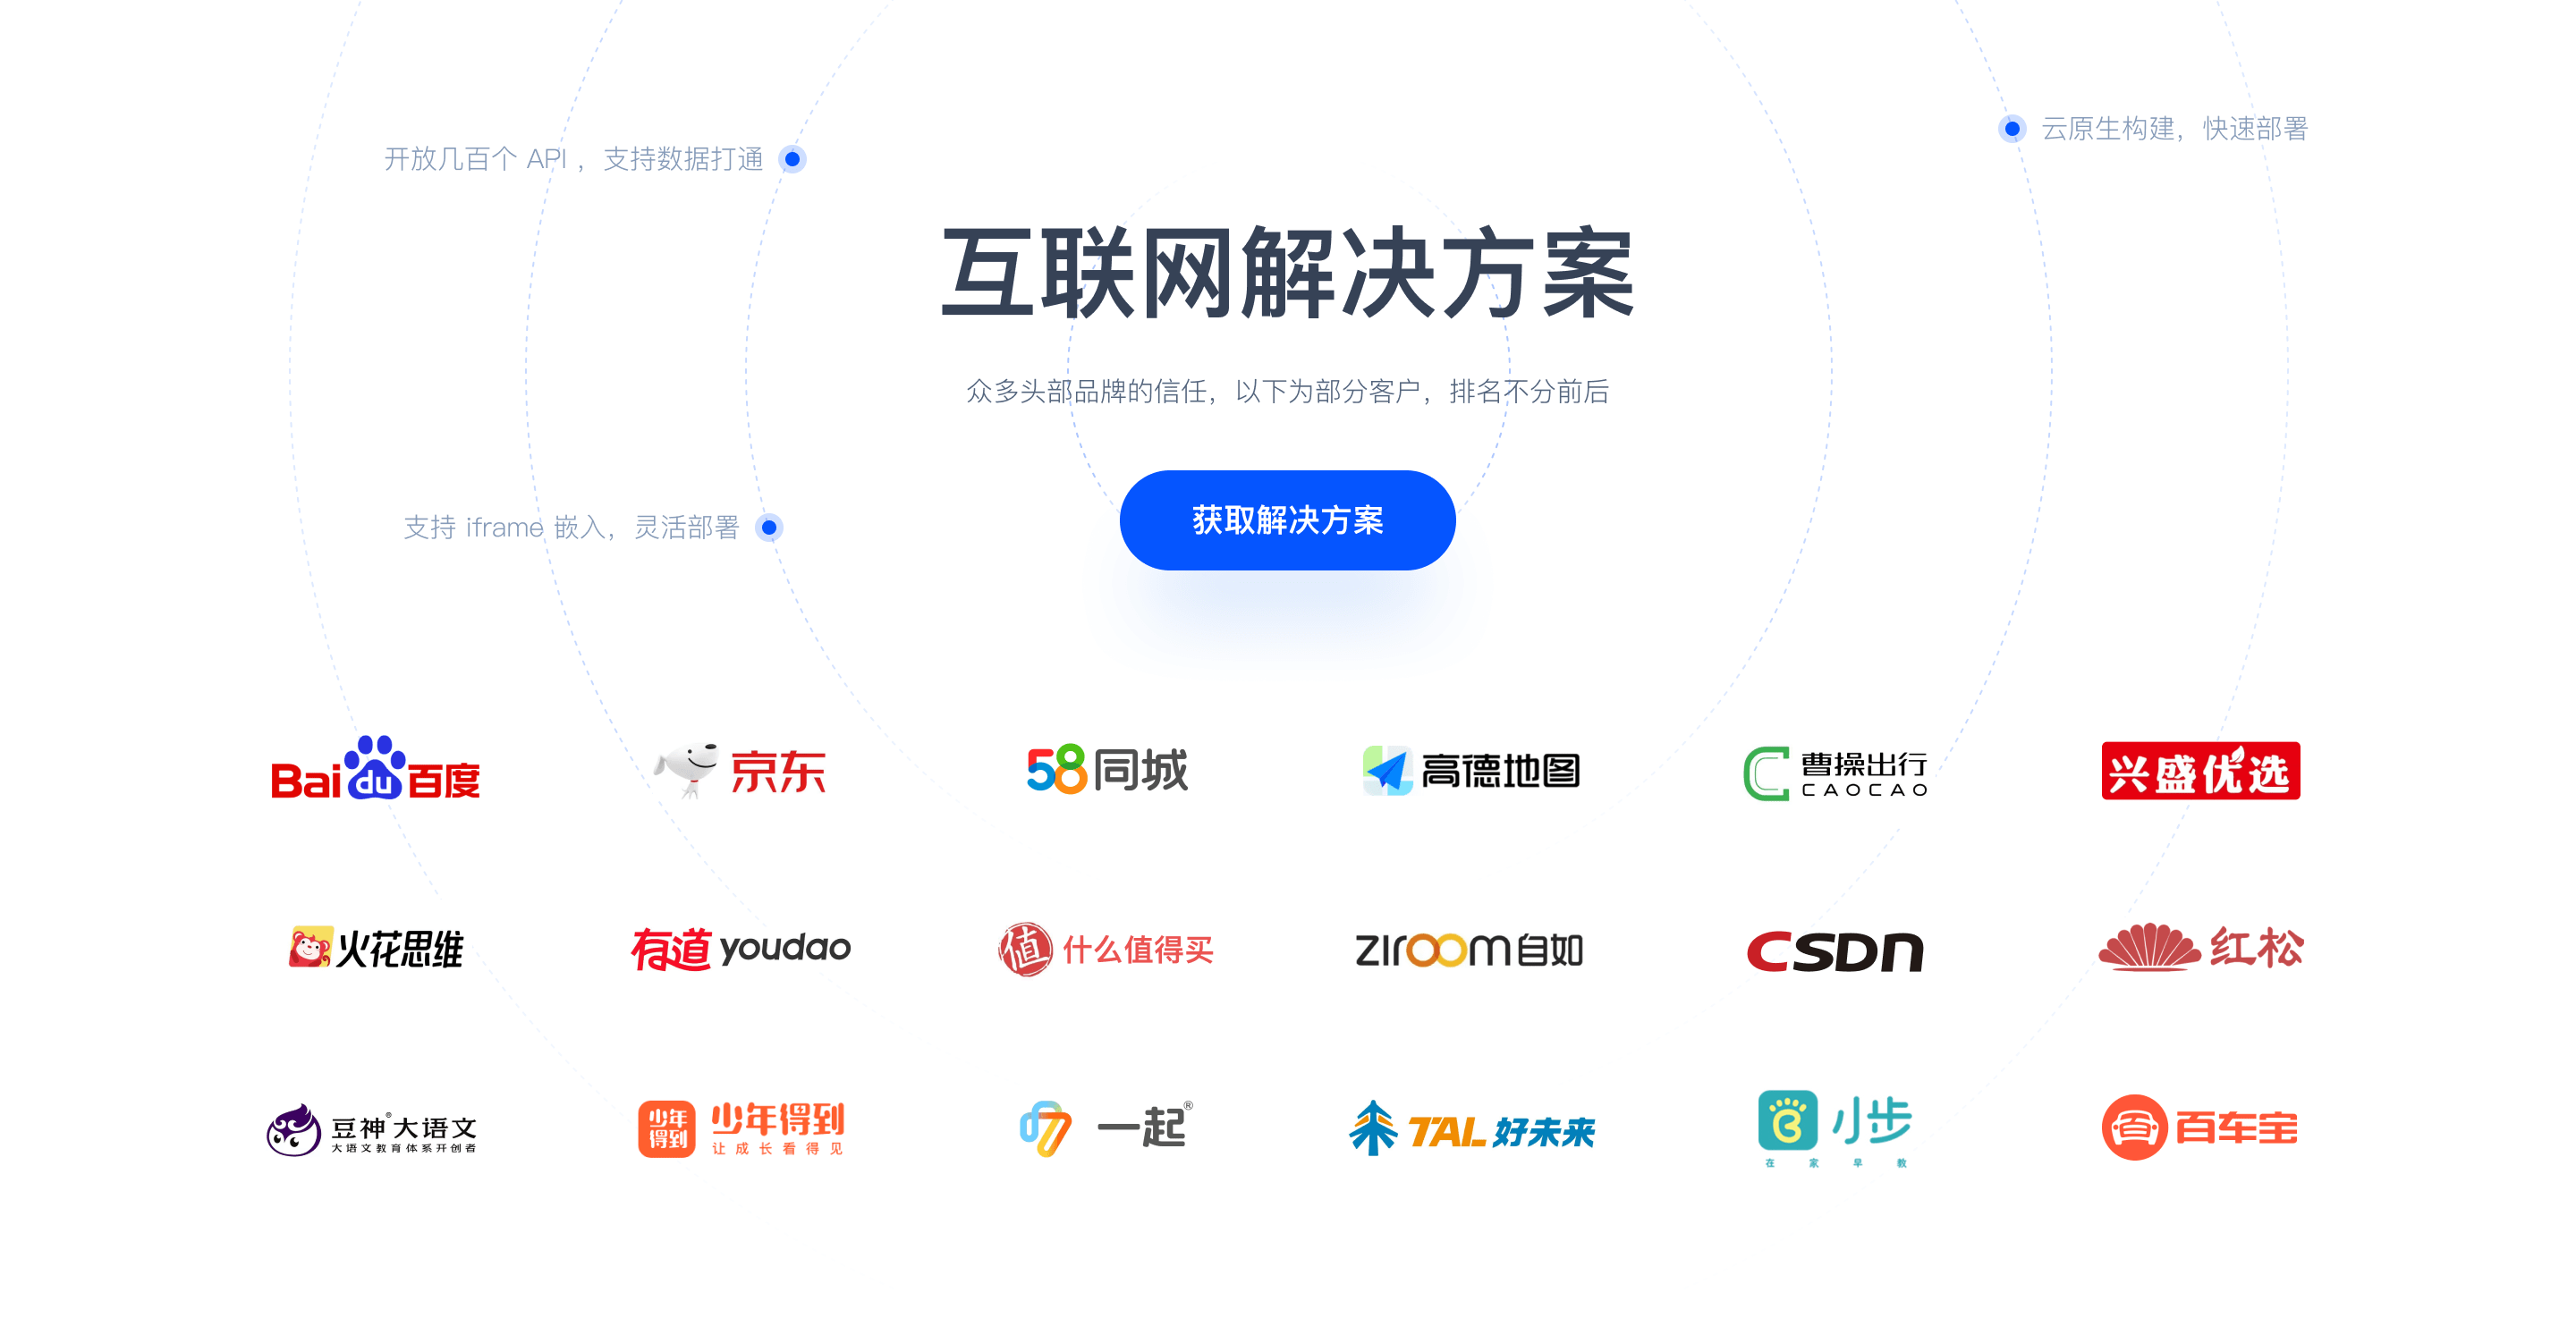 云原生构建，快速部署
开放几百个 API ，支持数据打通
互联网解决方案
众多头部品牌的信任，以下为部分客户，排名不分前后
支持 iframe 嵌入，灵活部署
获取解决方案
Bai du 百度
京东
58 同城
高德地图
曹操出行
CAOCAO
兴盛优选
火花思维
有道 youdao
值 什么值得买
ziroom 自如
CSDN
红松
豆神® 大语文
大语文教育体系开创者
少年得到 少年得到
让成长看得见
一起®
TAL 好未来
小步
在家早教
百车宝